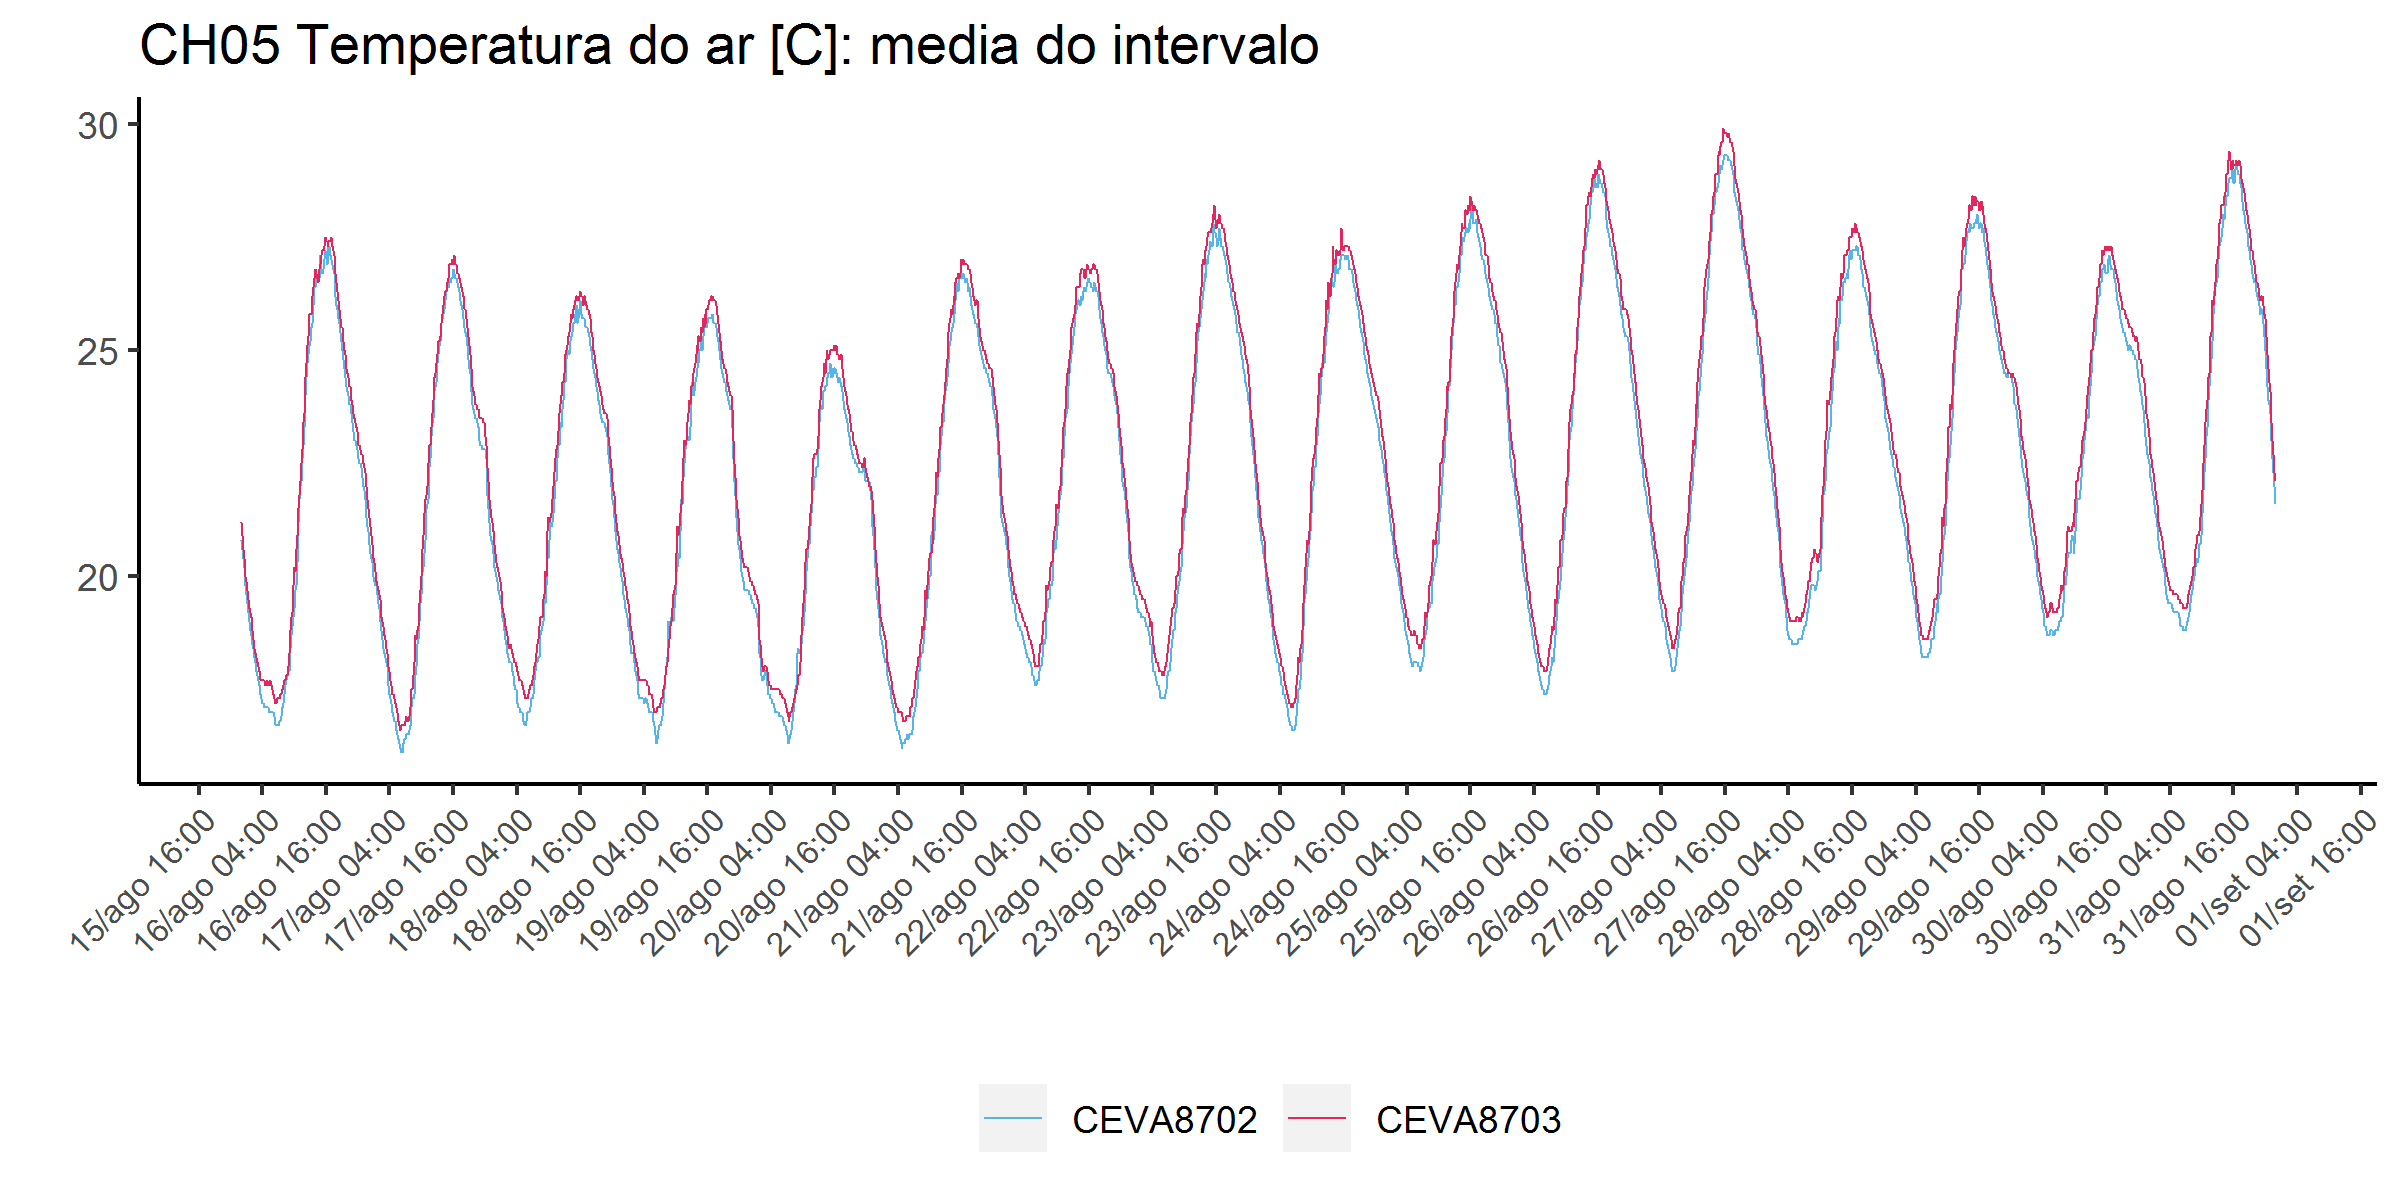 CH05 Temperatura do ar [C]: media do intervalo
30
25
20
15/ago 16:00
16/ago 04:00
16/ago 16:00
17/ago 04:00
17/ago 16:00
18/ago 04:00
18/ago 16:00
19/ago 04:00
19/ago 16:00
20/ago 04:00
20/ago 16:00
21/ago 04:00
21/ago 16:00
22/ago 04:00
22/ago 16:00
23/ago 04:00
23/ago 16:00
24/ago 04:00
24/ago 16:00
25/ago 04:00
25/ago 16:00
26/ago 04:00
26/ago 16:00
27/ago 04:00
27/ago 16:00
28/ago 04:00
28/ago 16:00
29/ago 04:00
29/ago 16:00
30/ago 04:00
30/ago 16:00
31/ago 04:00
31/ago 16:00
01/set 04:00
01/set 16:00
CEVA8702 CEVA8703